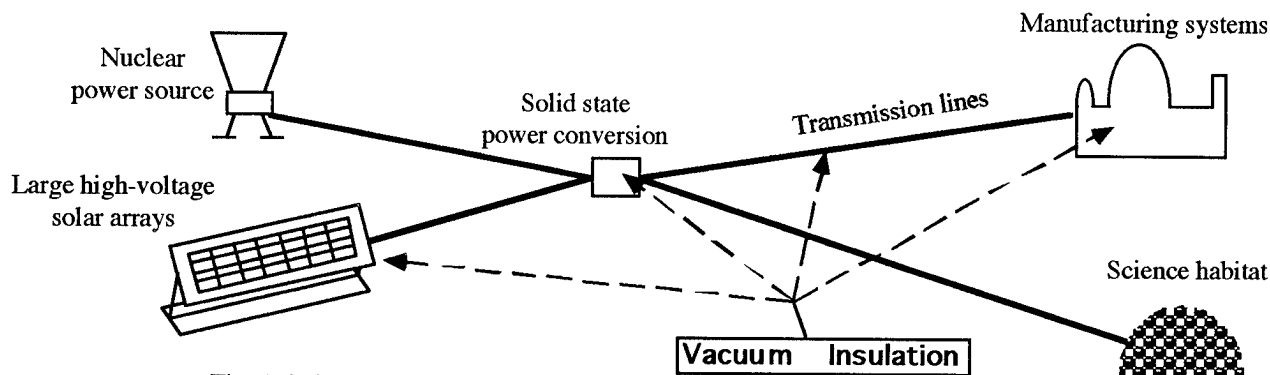 Manufacturing systems
Nuclear
power source
Solid state
power conversion
Transmission lines
Large high-voltage
solar arrays
Science habitat
Vacuum Insulation